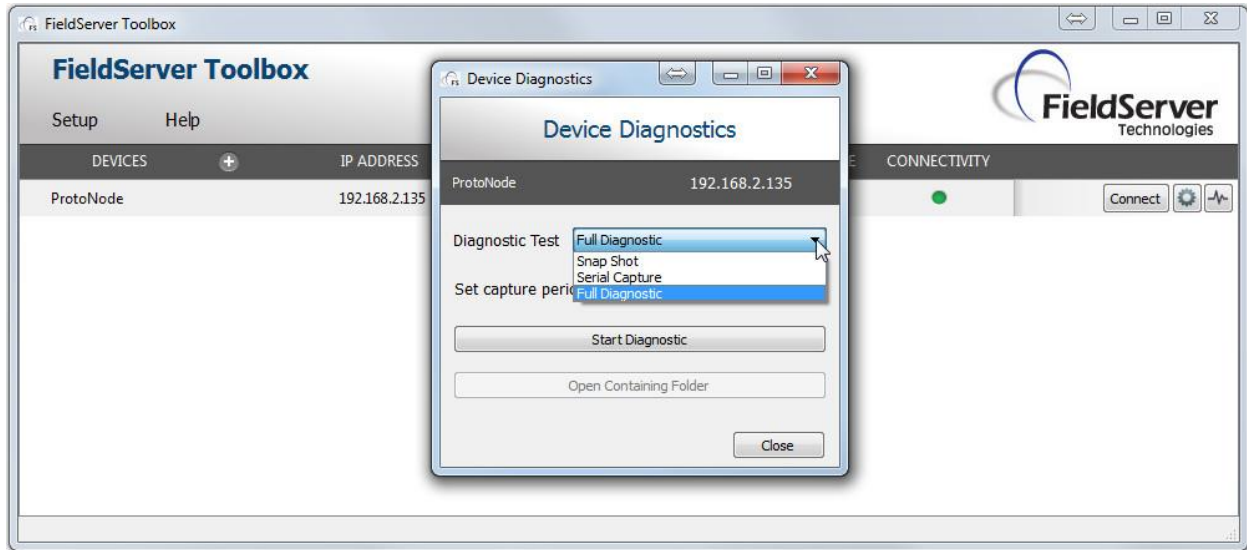 FieldServer Toolbox
FieldServer Toolbox
Setup Help
FieldServer
Technologies
DEVICES IP ADDRESS CONNECTIVITY
ProtoNode 192.168.2.135 Connect
Device Diagnostics
Device Diagnostics
ProtoNode 192.168.2.135
Diagnostic Test Full Diagnostic
Snap Shot
Serial Capture
Set capture Full Diagnostic
Start Diagnostic
Open Containing Folder
Close